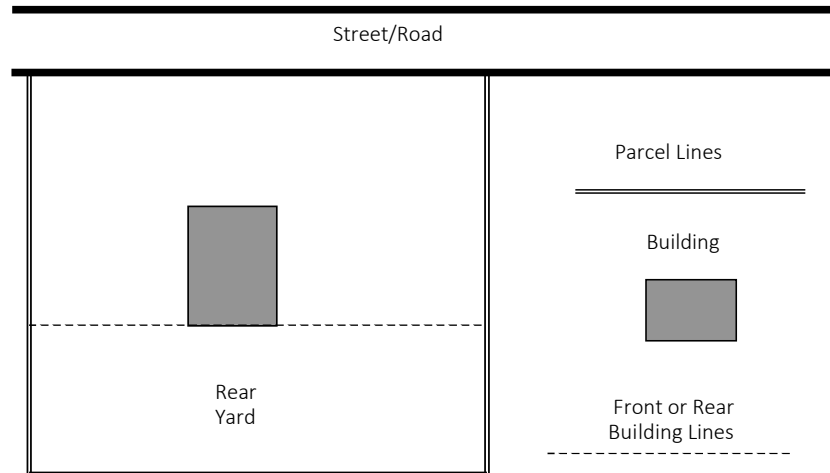 Street/Road
Parcel Lines
Building
Rear
Yard
Front or Rear
Building Lines